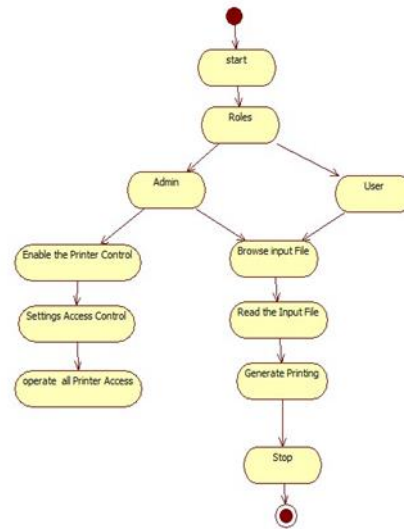 start
Roles
Admin
User
Enable the Printer Control
Browse input File
Settings Access Control
Read the Input File
operate all Printer Access
Generate Printing
Stop